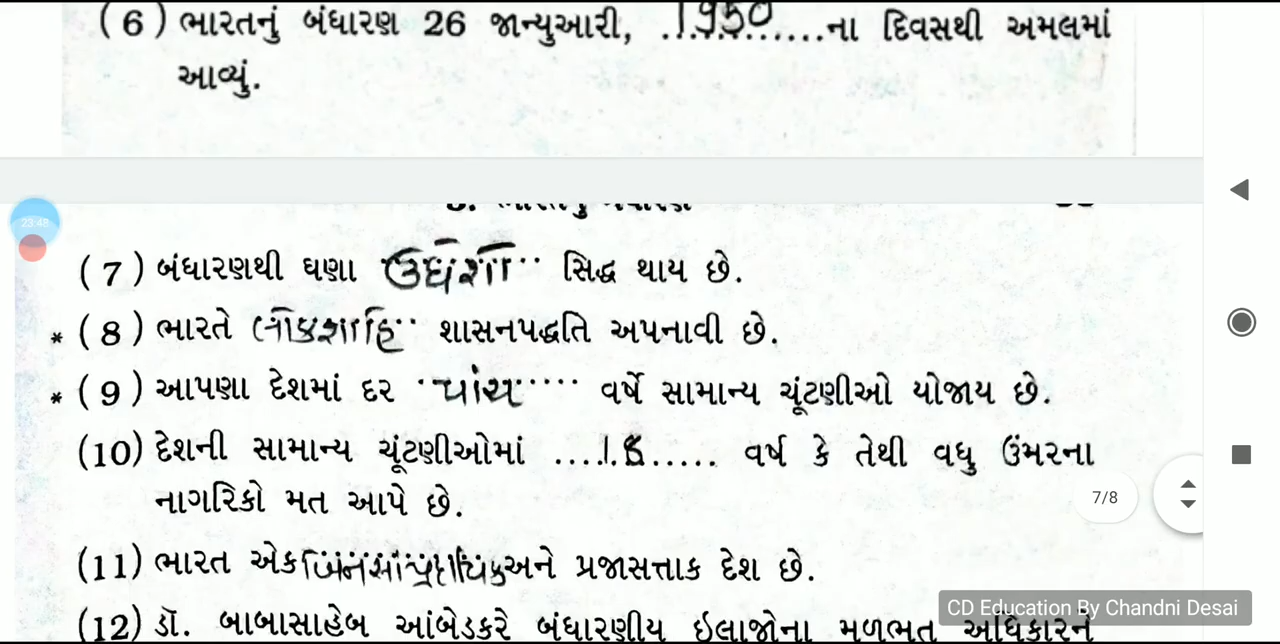 (6) ભારતનું બંધારણ 26 જાન્યુઆરી, .1950.......ના દિવસથી અમલમાં
આવ્યું.
23:48
(7) બંધારણથી ઘણા ઉદ્દેશો.. સિદ્ધ થાય છે.
* (8) ભારતે લોકશાહિ.. શાસનપદ્ધતિ અપનાવી છે.
* (9) આપણા દેશમાં દર ..પાંચ..... વર્ષે સામાન્ય ચૂંટણીઓ યોજાય છે.
(10) દેશની સામાન્ય ચૂંટણીઓમાં ....18..... વર્ષ કે તેથી વધુ ઉંમરના
નાગરિકો મત આપે છે.
7/8
(11) ભારત એક બિનસાંપ્રદાયિક અને પ્રજાસત્તાક દેશ છે.
CD Education By Chandni Desai
(12) ડૉ. બાબાસાહેબ આંબેડકરે બંધારણીય ઇલાજોના મૂળભૂત અધિકારને